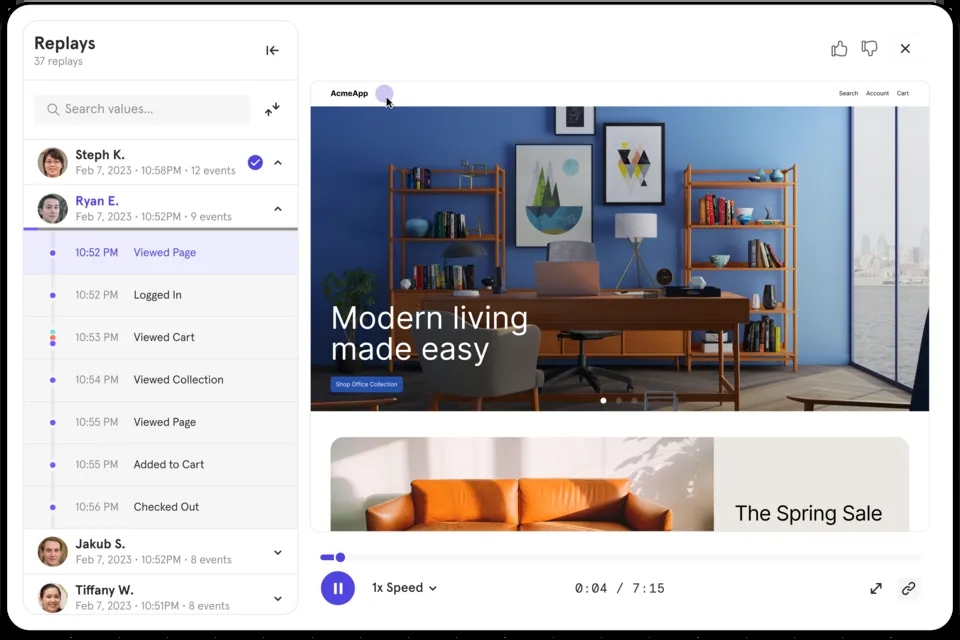 Replays
37 replays
Search values...
Steph K.
Feb 7, 2023 • 10:58PM • 12 events
Ryan E.
Feb 7, 2023 • 10:52PM • 9 events
10:52 PM Viewed Page
10:52 PM Logged In
10:53 PM Viewed Cart
10:54 PM Viewed Collection
10:55 PM Viewed Page
10:55 PM Added to Cart
10:56 PM Checked Out
Jakub S.
Feb 7, 2023 • 10:52PM • 8 events
Tiffany W.
Feb 7, 2023 • 10:51PM • 8 events
AcmeApp
Search Account Cart
Modern living
made easy
Shop Office Collection
The Spring Sale
1x Speed
0:04 / 7:15